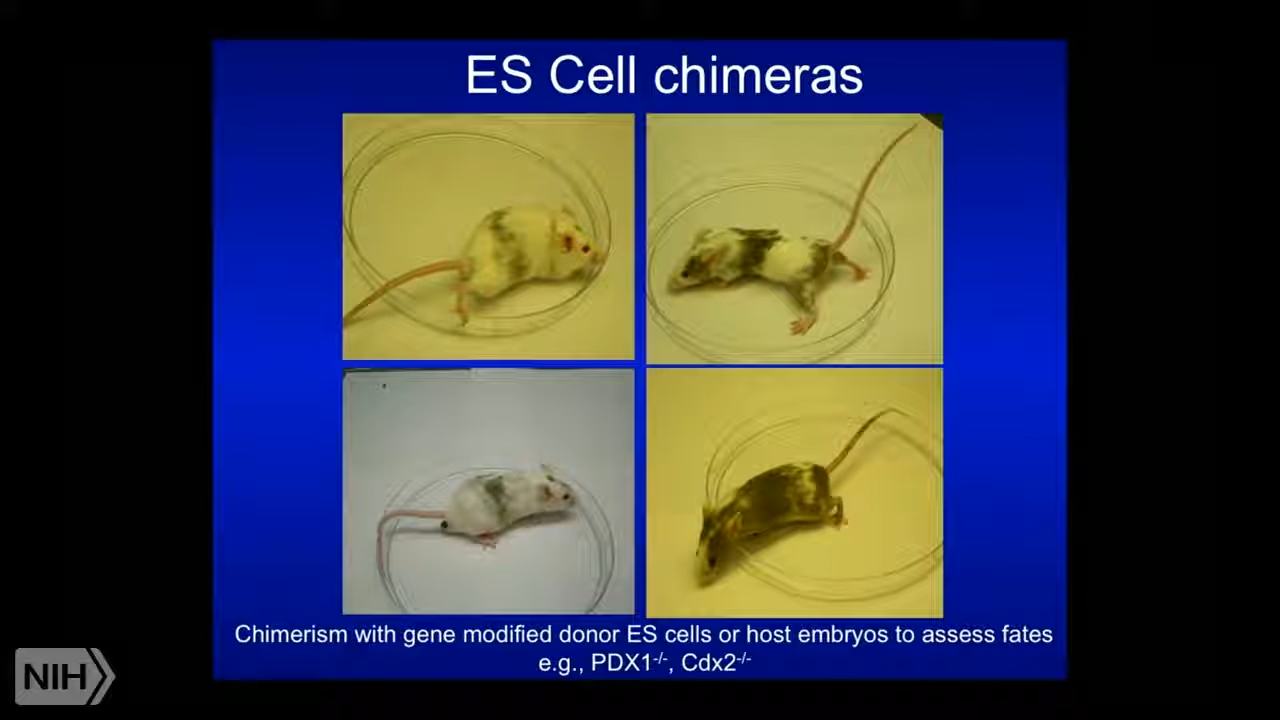 ES Cell chimeras
Chimerism with gene modified donor ES cells or host embryos to assess fates
e.g., PDX1-/-, Cdx2-/-
NIH